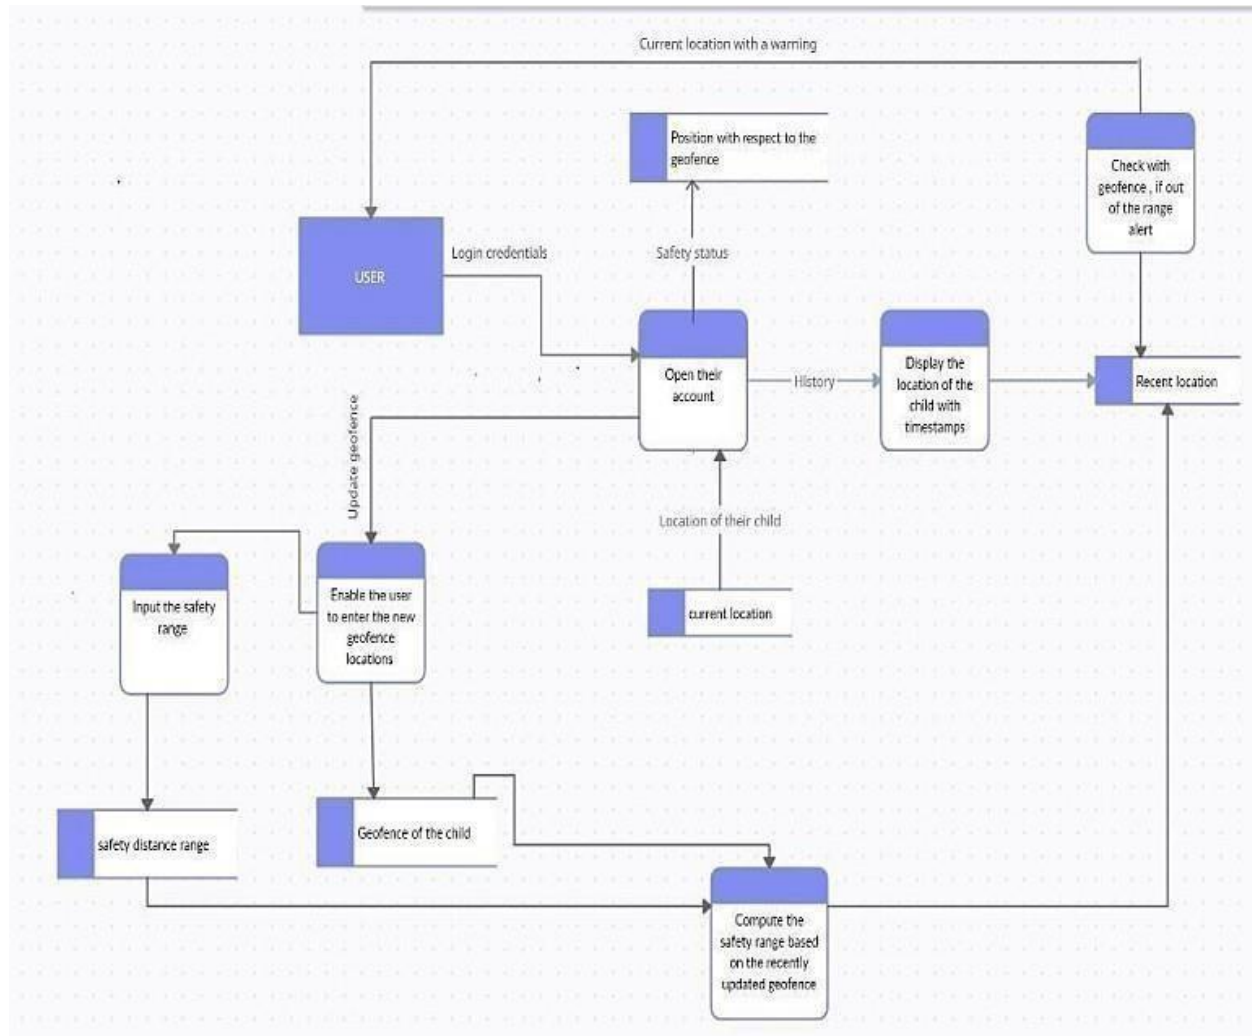 Current location with a warning
Position with respect to the
geofence
Check with
geofence , if out
of the range
alert
USER
Login credentials
Safety status
Open their
account
History
Display the
location of the
child with
timestamps
Recent location
Update geofence
Location of their child
Input the safety
range
Enable the user
to enter the new
geofence
locations
current location
safety distance range
Geofence of the child
Compute the
safety range based
on the recently
updated geofence